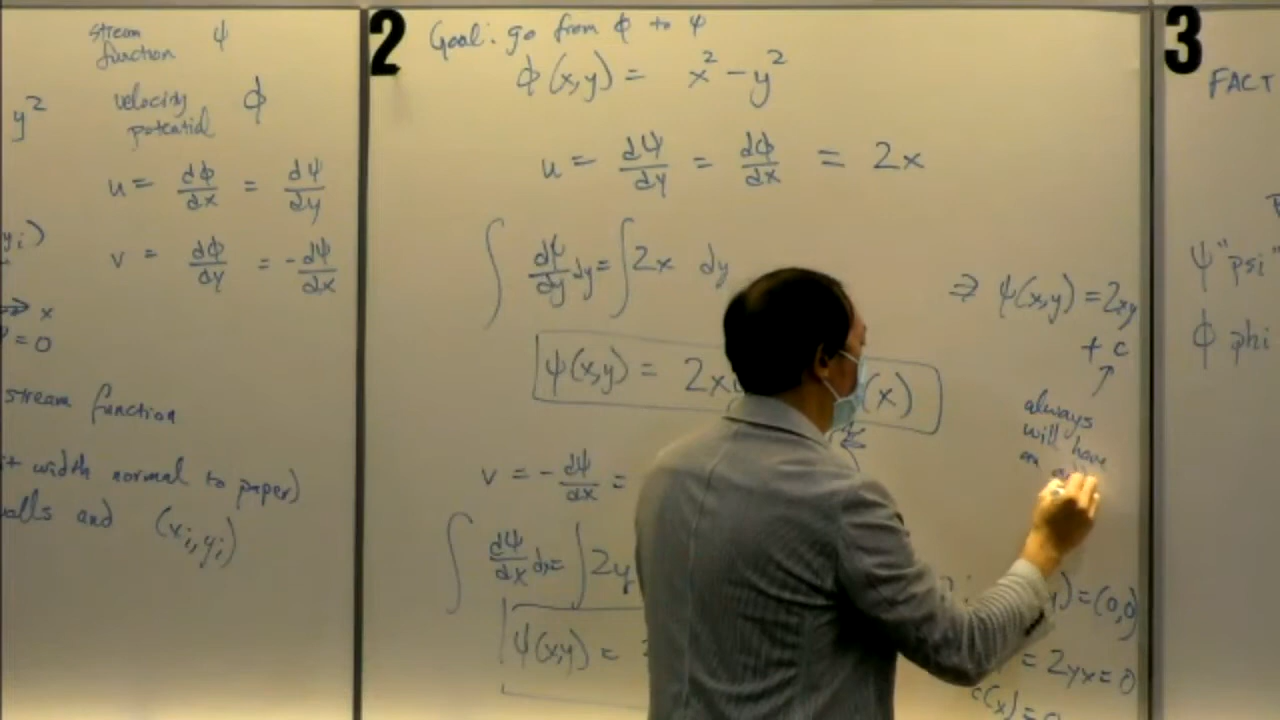 stream ψ
function
velocity ϕ
potential
y²
u = dϕ/dx = dψ/dy
v = dϕ/dy = -dψ/dx
yᵢ)
→ x
= 0
stream function
width normal to paper)
and (xᵢ, yᵢ)
2
Goal: go from ϕ to ψ
ϕ(x,y) = x² - y²
u = dψ/dy = dϕ/dx = 2x
∫ dψ/dy dy = ∫ 2x dy
ψ(x,y) = 2x (x)
v = - dψ/dx =
∫ dψ/dx dx = ∫ 2y
ψ(x,y) =
⇒ ψ(x,y) = 2xy
+ c
always
will have
an
) = (0,0)
= 2yx = 0
c(x) =
3
FACT
ψ "psi"
ϕ phi